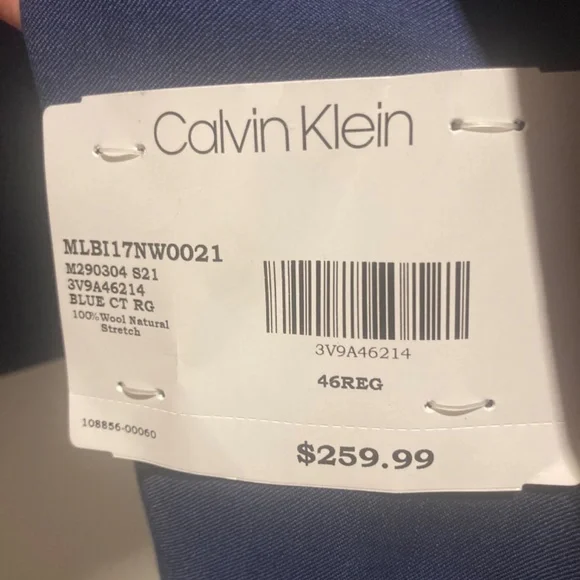 Calvin Klein
MLBI17NW0021
M290304 S21
3V9A46214
BLUE CT RG
100%Wool Natural
Stretch
3V9A46214
46REG
108856-00060
$259.99